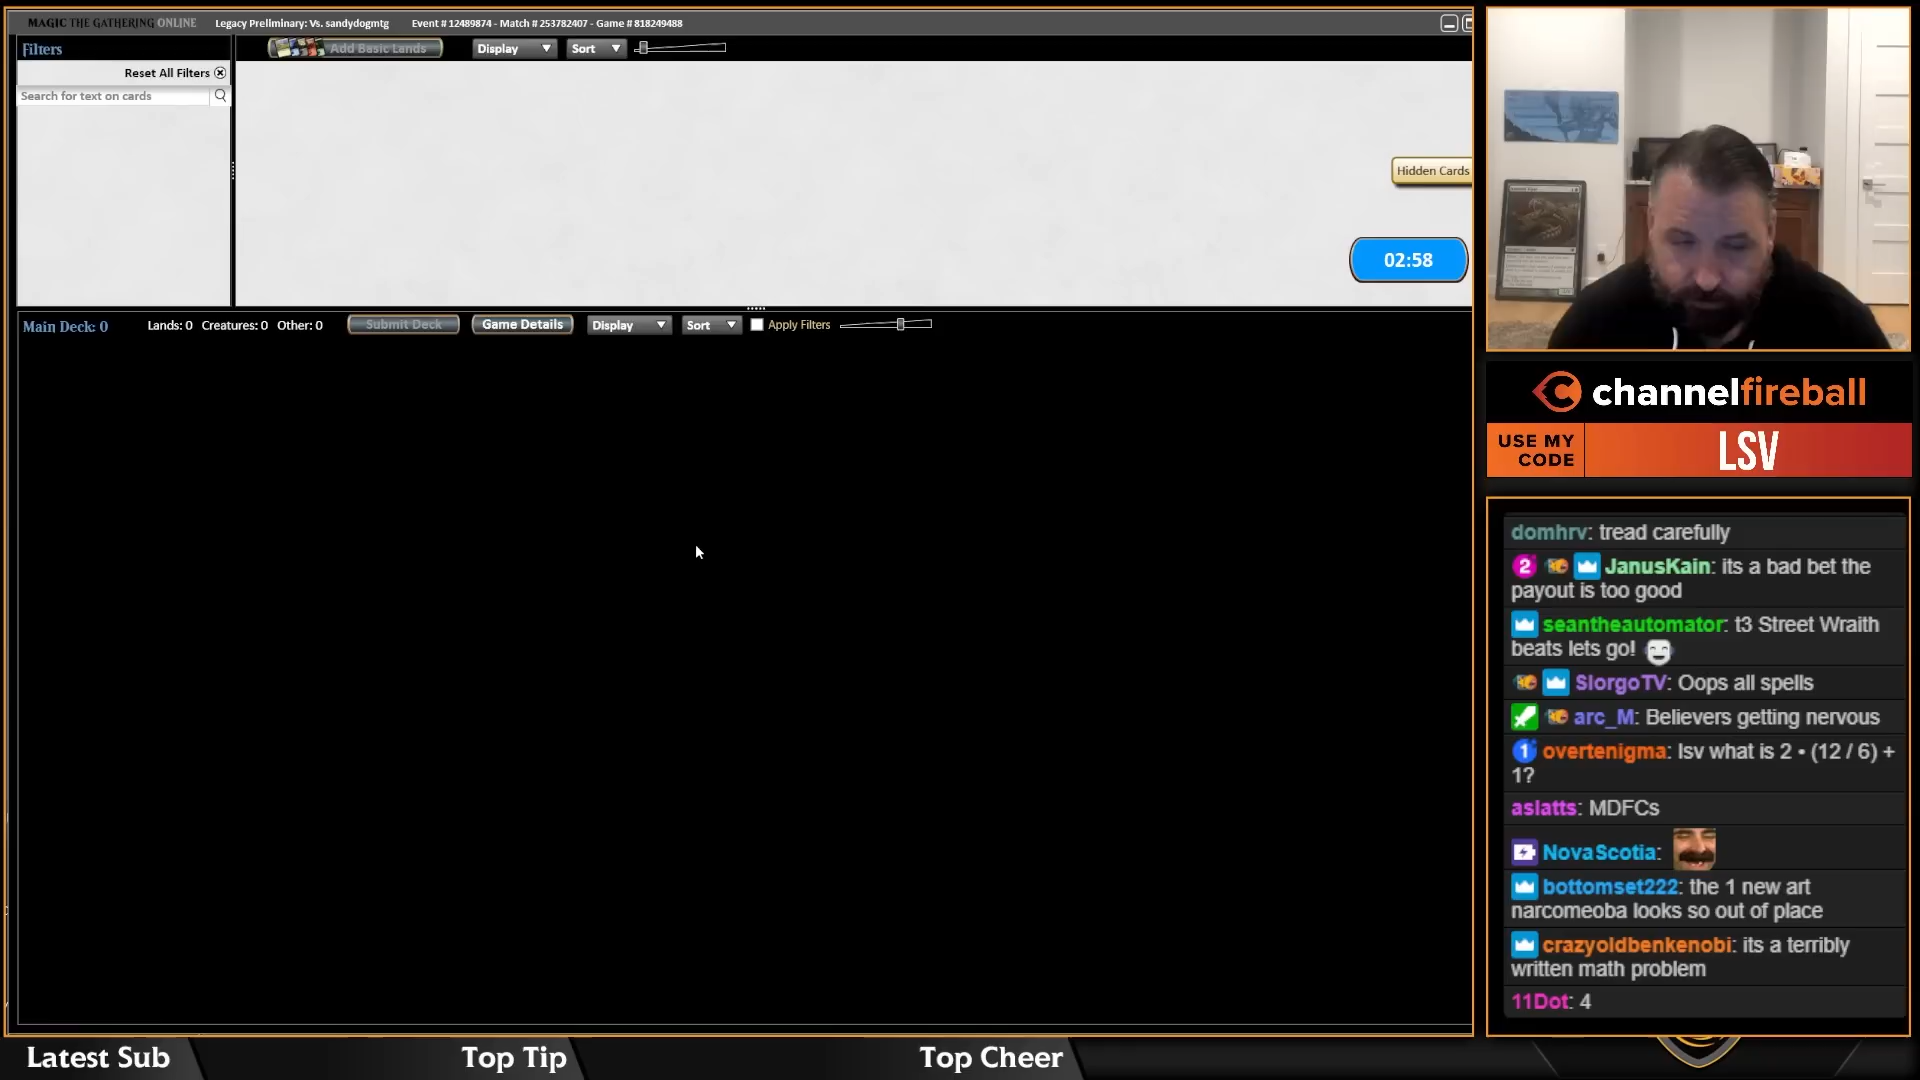 MAGIC THE GATHERING ONLINE Legacy Preliminary: Vs. sandydogmtg Event # 12489874 - Match # 253782407 - Game # 818249488
Filters
Add Basic Lands Display Sort
Reset All Filters
Search for text on cards
Hidden Cards
02:58
Main Deck: 0 Lands: 0 Creatures: 0 Other: 0 Submit Deck Game Details Display Sort Apply Filters
channelfireball
USE MY
CODE
LSV
domhrv: tread carefully
2 JanusKain: its a bad bet the
payout is too good
seantheautomator: t3 Street Wraith
beats lets go!
SlorgoTV: Oops all spells
arc_M: Believers getting nervous
1 overtenigma: lsv what is 2 • (12 / 6) +
1?
aslatts: MDFCs
NovaScotia:
bottomset222: the 1 new art
narcomeoba looks so out of place
crazyoldbenkenobi: its a terribly
written math problem
11Dot: 4
Latest Sub Top Tip Top Cheer